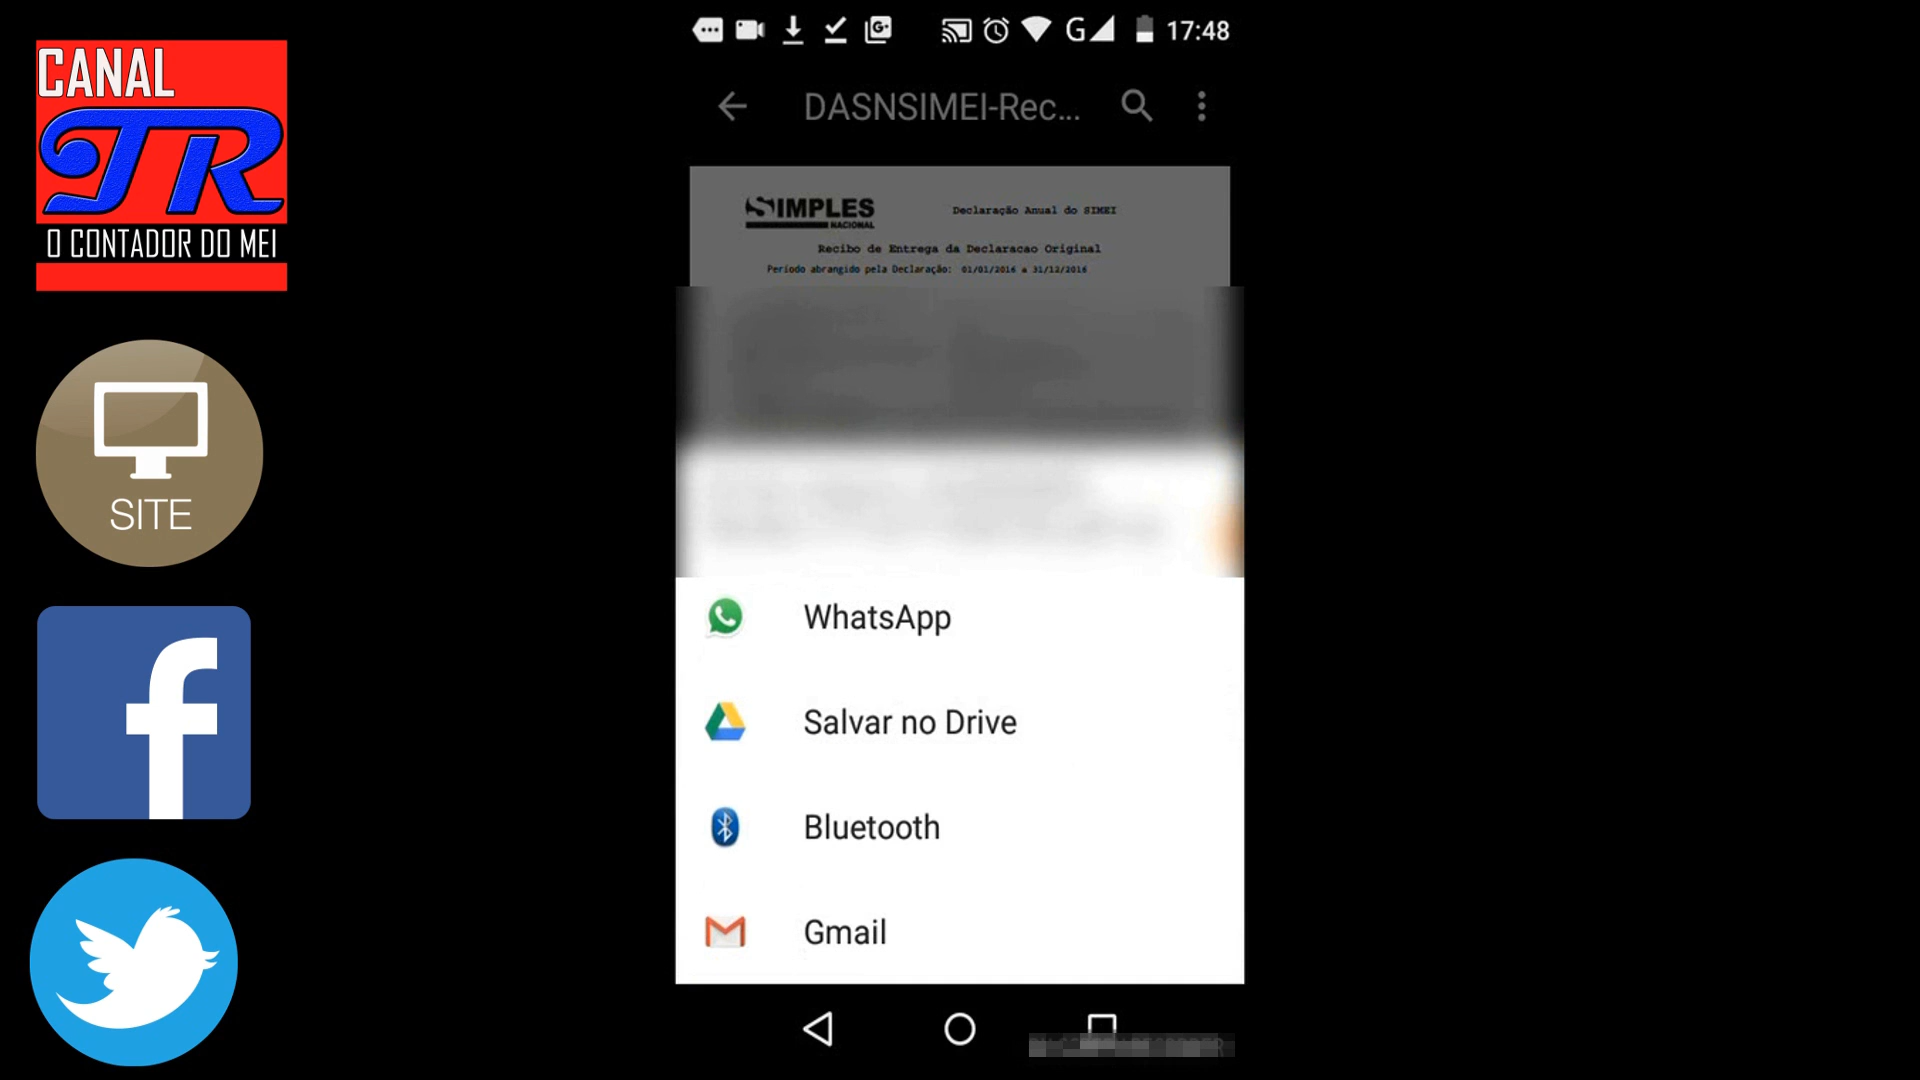 CANAL
TR
O CONTADOR DO MEI
SITE
G 17:48
DASNSIMEI-Rec...
SIMPLES
NACIONAL
Declaração Anual do SIMEI
Recibo de Entrega da Declaracao Original
Período abrangido pela Declaração: 01/01/2016 a 31/12/2016
WhatsApp
Salvar no Drive
Bluetooth
Gmail